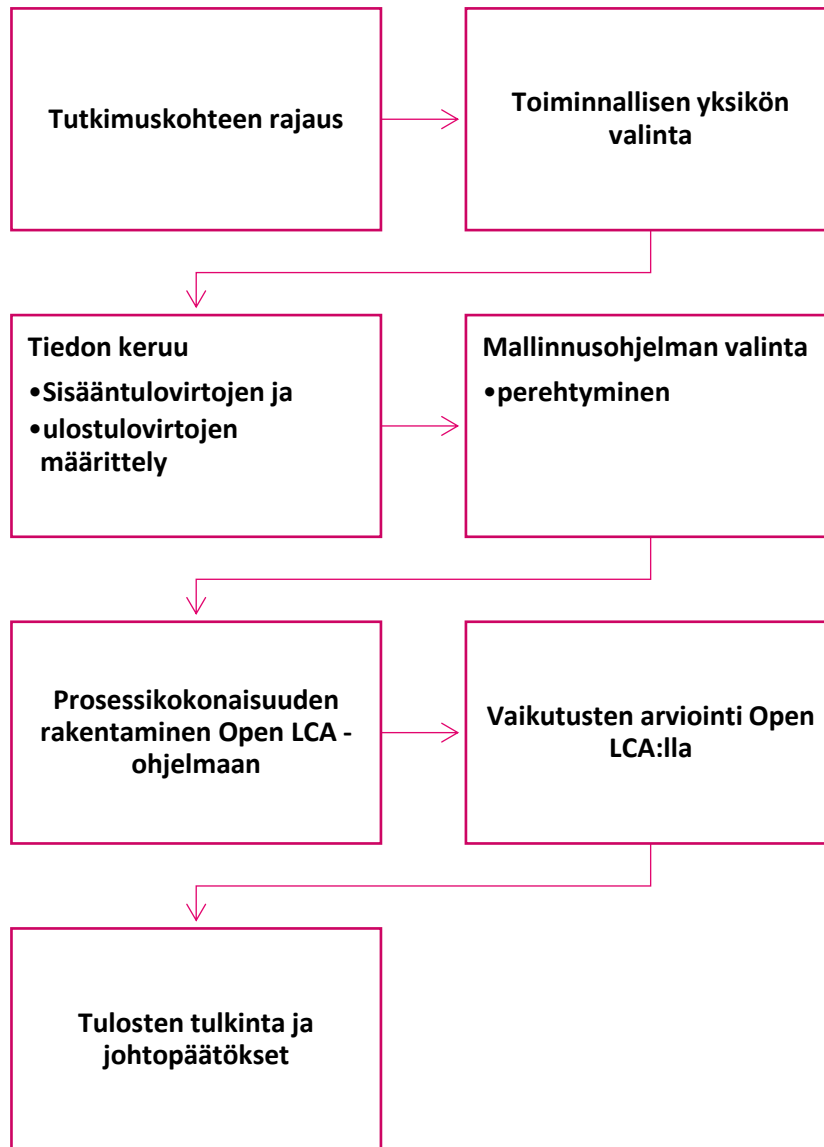 Tutkimuskohteen rajaus
Toiminnallisen yksikön
valinta
Tiedon keruu
•Sisääntulovirtojen ja
•ulostulovirtojen
määrittely
Mallinnusohjelman valinta
•perehtyminen
Prosessikokonaisuuden
rakentaminen Open LCA -
ohjelmaan
Vaikutusten arviointi Open
LCA:lla
Tulosten tulkinta ja
johtopäätökset